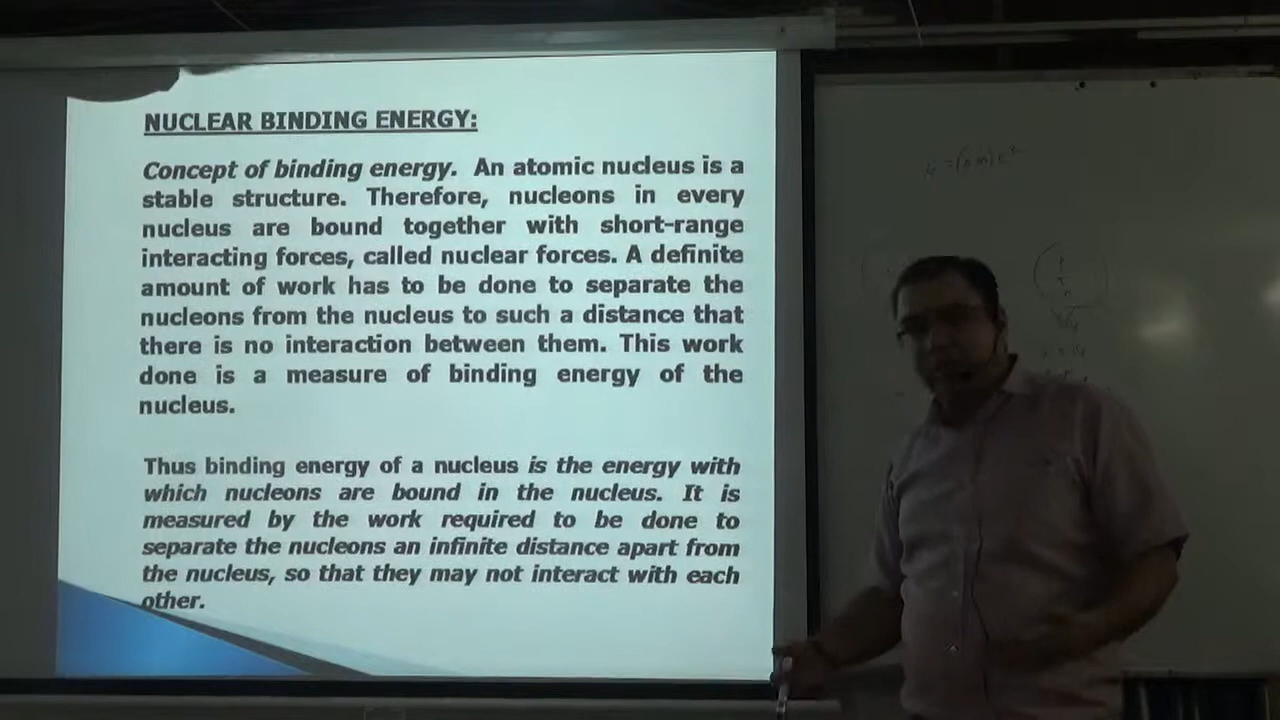 NUCLEAR BINDING ENERGY:
Concept of binding energy. An atomic nucleus is a
stable structure. Therefore, nucleons in every
nucleus are bound together with short-range
interacting forces, called nuclear forces. A definite
amount of work has to be done to separate the
nucleons from the nucleus to such a distance that
there is no interaction between them. This work
done is a measure of binding energy of the
nucleus.
Thus binding energy of a nucleus is the energy with
which nucleons are bound in the nucleus. It is
measured by the work required to be done to
separate the nucleons an infinite distance apart from
the nucleus, so that they may not interact with each
other.